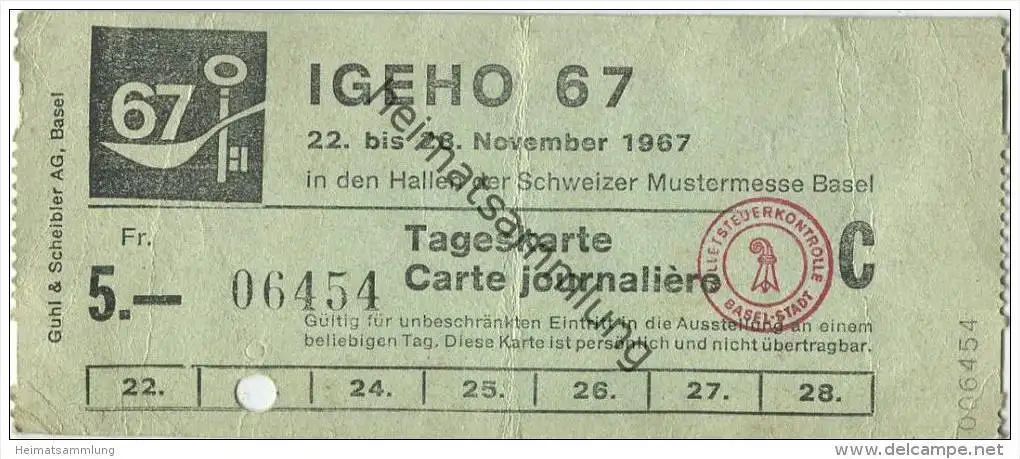 67
IGEHO 67
22. bis 28. November 1967
in den Hallen der Schweizer Mustermesse Basel
Guhl & Scheibler AG, Basel
Fr.
5.—
06454
Tageskarte
Carte journalière
C
BILLETSTEUERKONTROLLE
BASEL-STADT
Gültig für unbeschränkten Eintritt in die Ausstellung an einem
beliebigen Tag. Diese Karte ist persönlich und nicht übertragbar.
22. 24. 25. 26. 27. 28.
006454
heimatsammlung
Heimatsammlung
www.delcampe.net